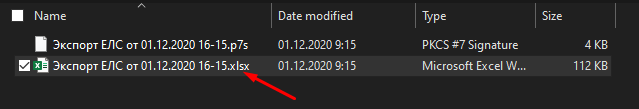 Name Date modified Type Size
Экспорт ЕЛС от 01.12.2020 16-15.p7s 01.12.2020 9:15 PKCS #7 Signature 4 KB
Экспорт ЕЛС от 01.12.2020 16-15.xlsx 01.12.2020 9:15 Microsoft Excel W... 112 KB